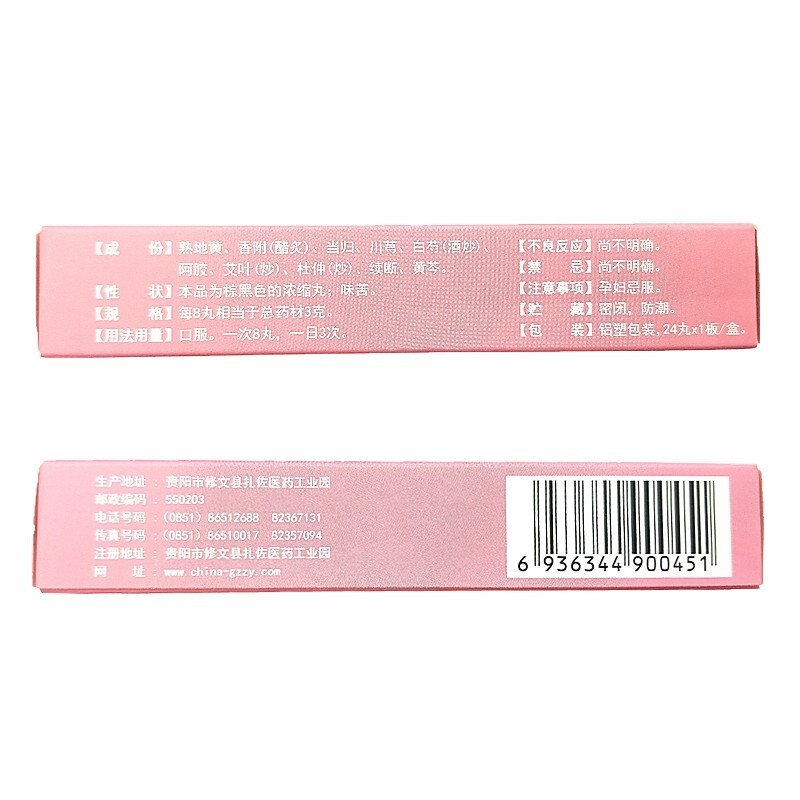 【成 份】熟地黄、香附(醋炙)、当归、川芎、白芍(酒炒)、
阿胶、艾叶(炒)、杜仲(炒)、续断、黄芩。
【性 状】本品为棕黑色的浓缩丸；味苦。
【规 格】每8丸相当于总药材3克。
【用法用量】口服。一次8丸，一日3次。
【不良反应】尚不明确。
【禁 忌】尚不明确。
【注意事项】孕妇忌服。
【贮 藏】密闭，防潮。
【包 装】铝塑包装,24丸x1板/盒。
生产地址：贵阳市修文县扎佐医药工业园
邮政编码：550203
电话号码：(0851) 86512688 82367131
传真号码：(0851) 86510017 82357094
注册地址：贵阳市修文县扎佐医药工业园
网 址：www.china-gzzy.com
6 936344 900451